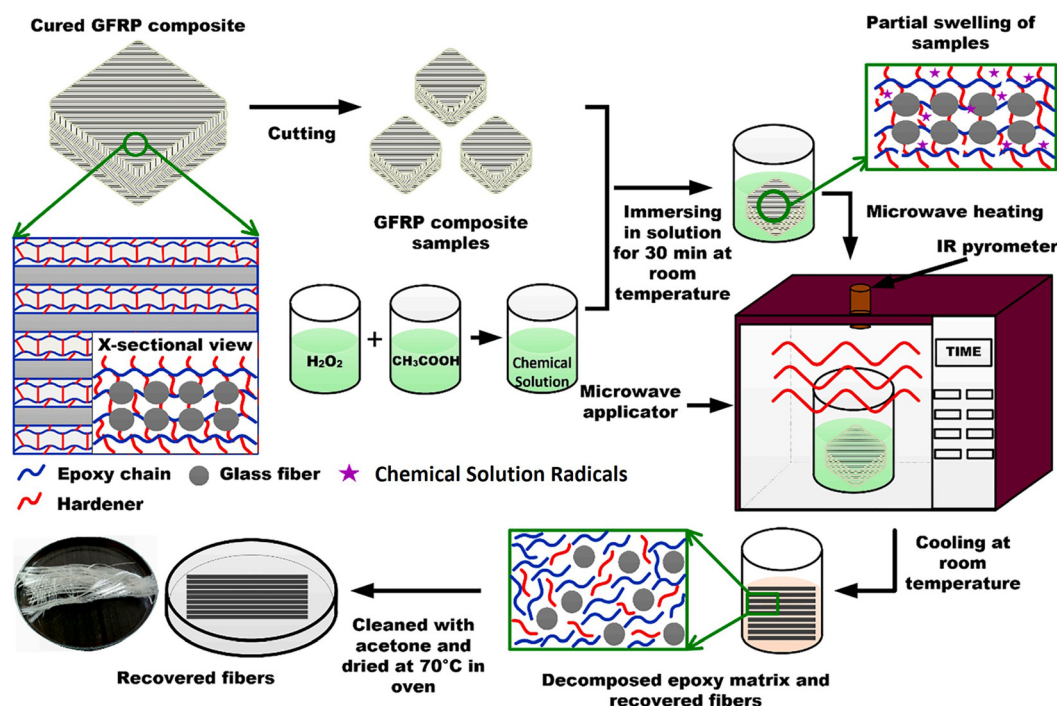 Cured GFRP composite
Cutting
GFRP composite
samples
Partial swelling of
samples
Immersing
in solution
for 30 min at
room
temperature
Microwave heating
IR pyrometer
X-sectional view
H₂O₂
+
CH₃COOH
Chemical
Solution
Microwave
applicator
TIME
Epoxy chain
Glass fiber
Chemical Solution Radicals
Hardener
Cooling at
room
temperature
Decomposed epoxy matrix and
recovered fibers
Cleaned with
acetone and
dried at 70°C in
oven
Recovered fibers